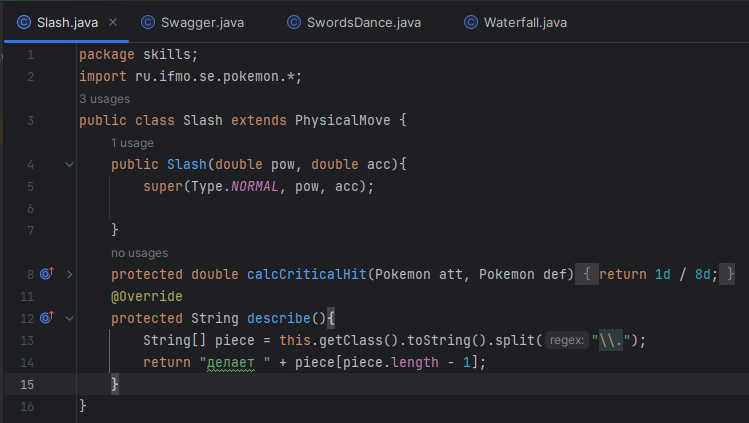 Slash.java Swagger.java SwordsDance.java Waterfall.java
1 package skills;
2 import ru.ifmo.se.pokemon.*;
3 usages
3 public class Slash extends PhysicalMove {
1 usage
4 public Slash(double pow, double acc){
5 super(Type.NORMAL, pow, acc);
6
7 }
no usages
8 protected double calcCriticalHit(Pokemon att, Pokemon def) { return 1d / 8d; }
11 @Override
12 protected String describe(){
13 String[] piece = this.getClass().toString().split( regex: "\\.");
14 return "делает " + piece[piece.length - 1];
15 }
16 }